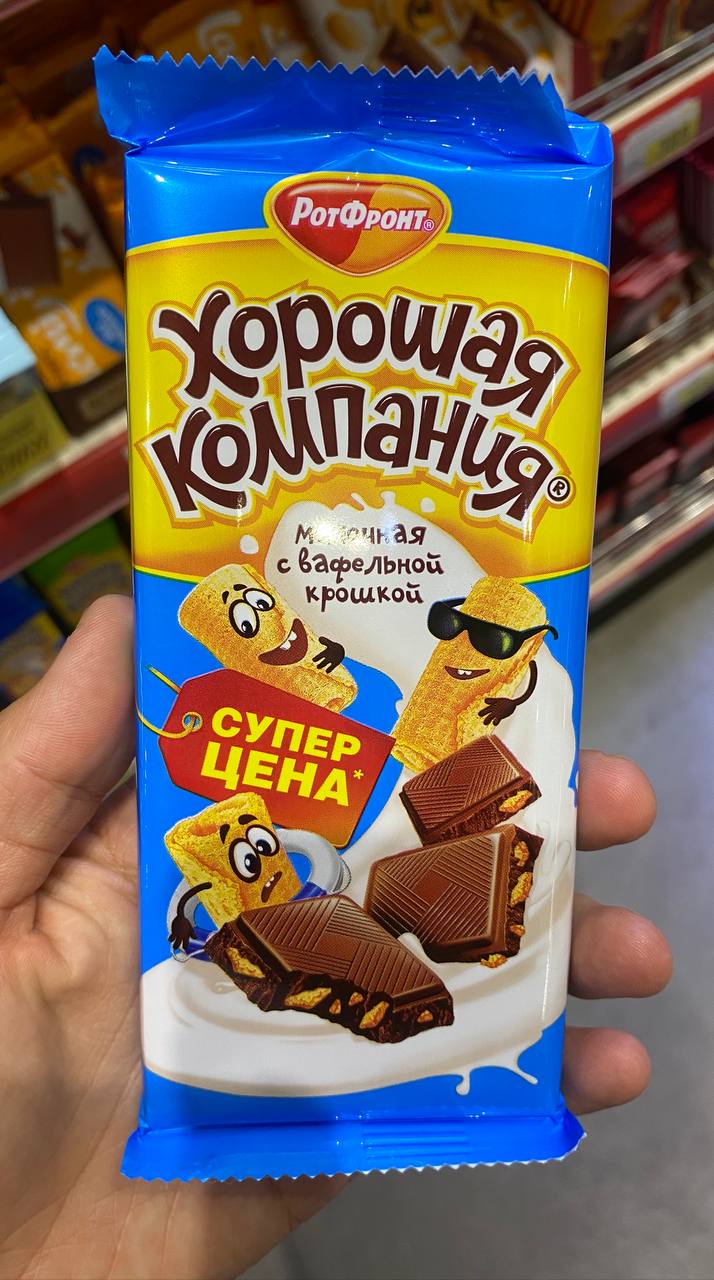 РотФронт®
Хорошая
компания®
молочная
с вафельной
крошкой
СУПЕР
ЦЕНА*